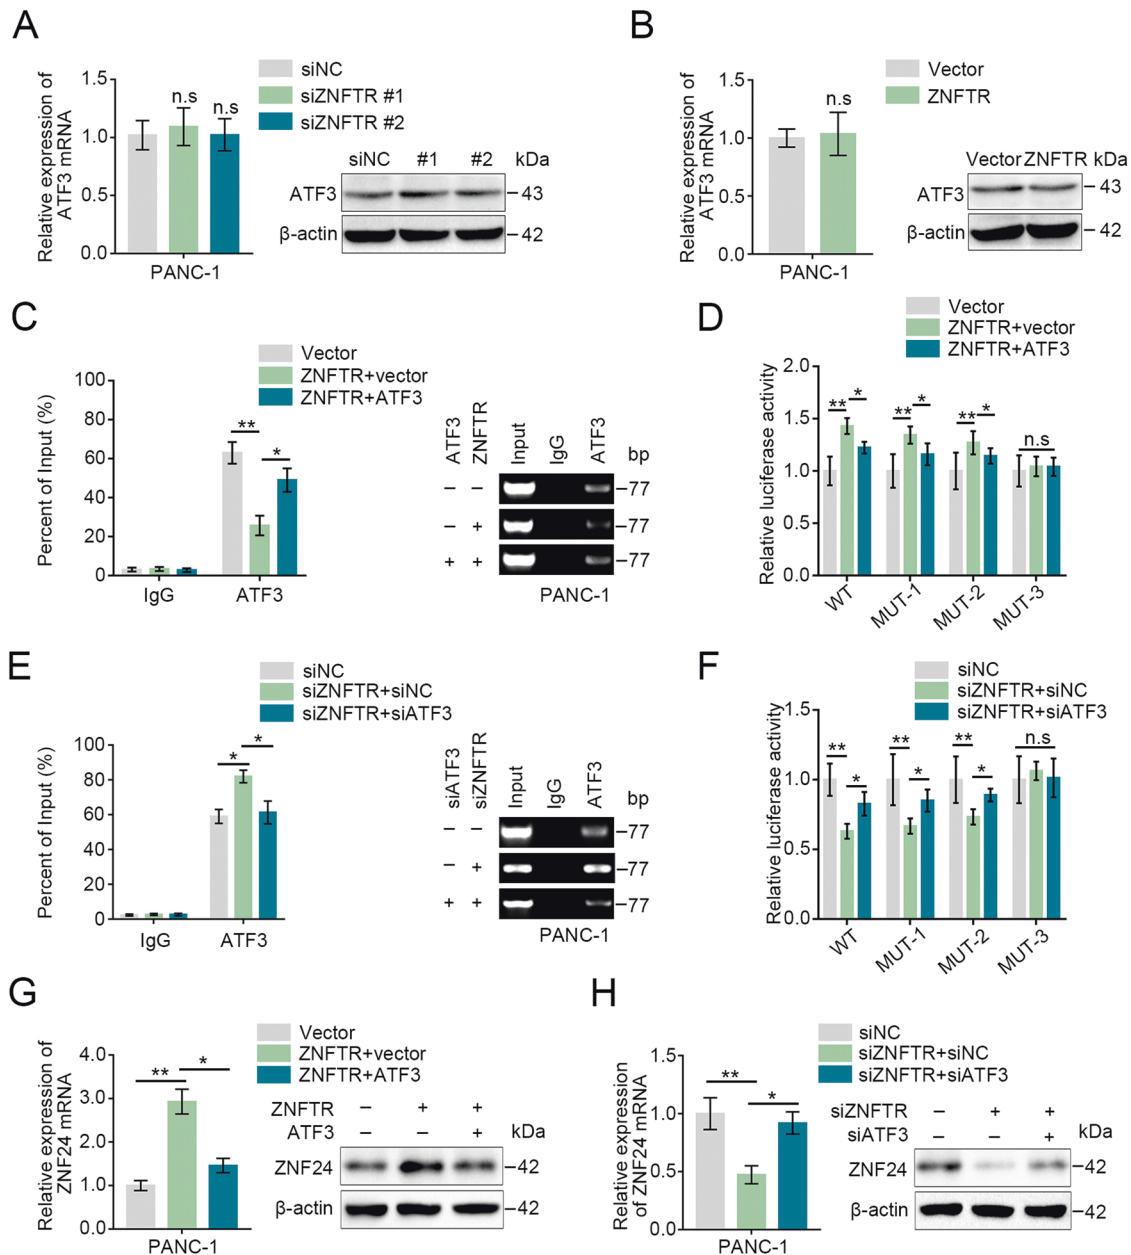 A
Relative expression of
ATF3 mRNA
1.5
1.0
0.5
0.0
n.s
n.s
PANC-1
siNC
siZNFTR #1
siZNFTR #2
siNC #1 #2 kDa
ATF3 43
β-actin 42
B
Relative expression of
ATF3 mRNA
1.5
1.0
0.5
0.0
n.s
PANC-1
Vector
ZNFTR
Vector ZNFTR kDa
ATF3 43
β-actin 42
C
Percent of Input (%)
100
80
60
40
20
0
** *
IgG ATF3
Vector
ZNFTR+vector
ZNFTR+ATF3
ATF3 ZNFTR Input IgG ATF3 bp
– – –77
– + –77
+ + –77
PANC-1
D
Vector
ZNFTR+vector
ZNFTR+ATF3
Relative luciferase activity
2.0
1.5
1.0
0.5
0.0
** * ** * ** * n.s
WT MUT-1 MUT-2 MUT-3
E
siNC
siZNFTR+siNC
siZNFTR+siATF3
Percent of Input (%)
100
80
60
40
20
0
* *
IgG ATF3
siATF3 siZNFTR Input IgG ATF3 bp
– – –77
– + –77
+ + –77
PANC-1
F
siNC
siZNFTR+siNC
siZNFTR+siATF3
Relative luciferase activity
1.5
1.0
0.5
0.0
** * ** * ** * n.s
WT MUT-1 MUT-2 MUT-3
G
Vector
ZNFTR+vector
ZNFTR+ATF3
Relative expression of
ZNF24 mRNA
4.0
3.0
2.0
1.0
0.0
** *
PANC-1
ZNFTR – + +
ATF3 – – + kDa
ZNF24 –42
β-actin –42
H
siNC
siZNFTR+siNC
siZNFTR+siATF3
Relative expression
of ZNF24 mRNA
1.5
1.0
0.5
0.0
** *
PANC-1
siZNFTR – + +
siATF3 – – + kDa
ZNF24 –42
β-actin –42